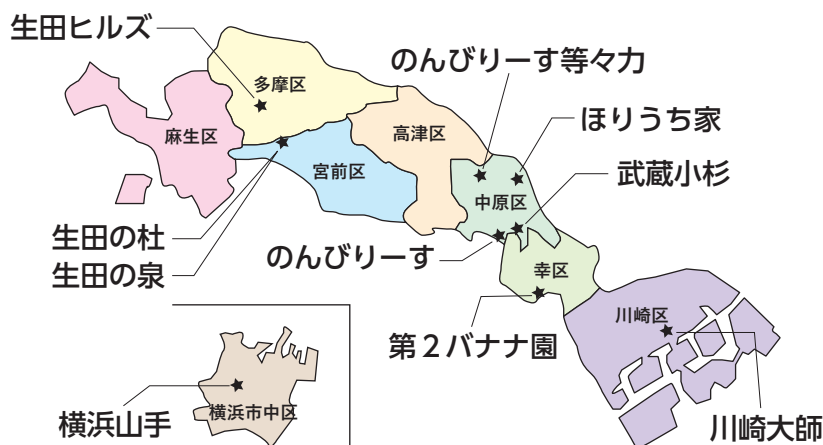 生田ヒルズ
のんびりーす等々力
多摩区
ほりうち家
麻生区
高津区
宮前区
武蔵小杉
中原区
生田の杜
のんびりーす
生田の泉
幸区
川崎区
第２バナナ園
横浜市中区
横浜山手
川崎大師